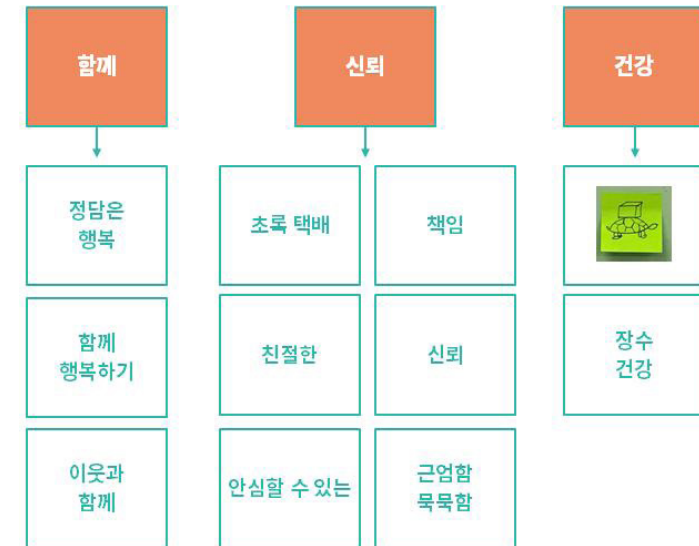 함께
신뢰
건강
정담은
행복
초록 택배
책임
함께
행복하기
친절한
신뢰
장수
건강
이웃과
함께
안심할 수 있는
근엄함
묵묵함